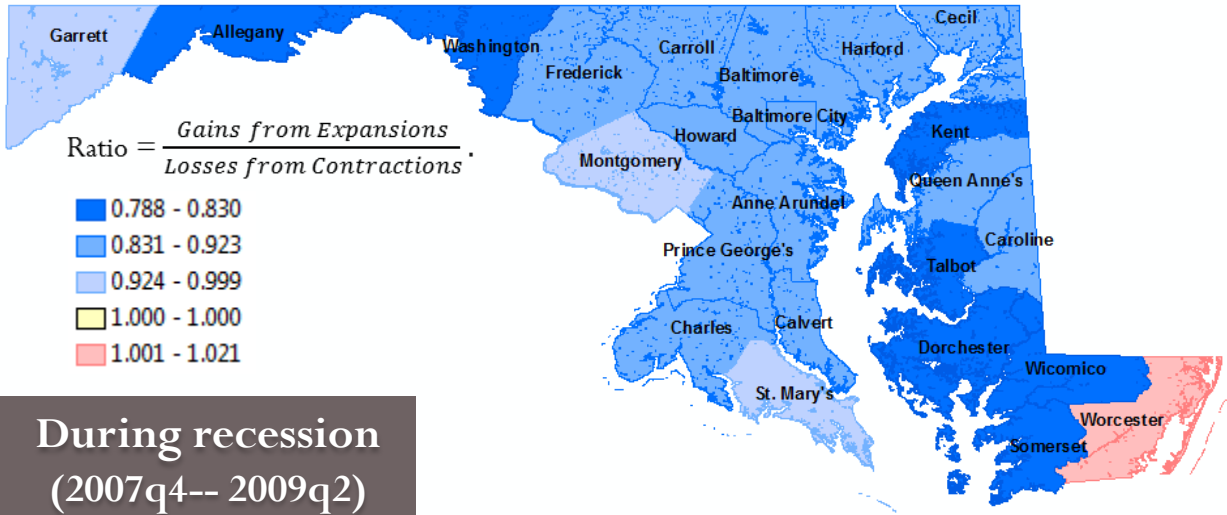 Cecil
Garrett
Allegany
Washington
Carroll
Harford
Frederick
Baltimore
Baltimore City
Howard
Kent
Ratio = Gains from Expansions / Losses from Contractions .
Montgomery
Queen Anne's
Anne Arundel
0.788 - 0.830
0.831 - 0.923
0.924 - 0.999
1.000 - 1.000
1.001 - 1.021
Prince George's
Caroline
Talbot
Charles
Calvert
Dorchester
Wicomico
St. Mary's
Worcester
Somerset
During recession
(2007q4-- 2009q2)